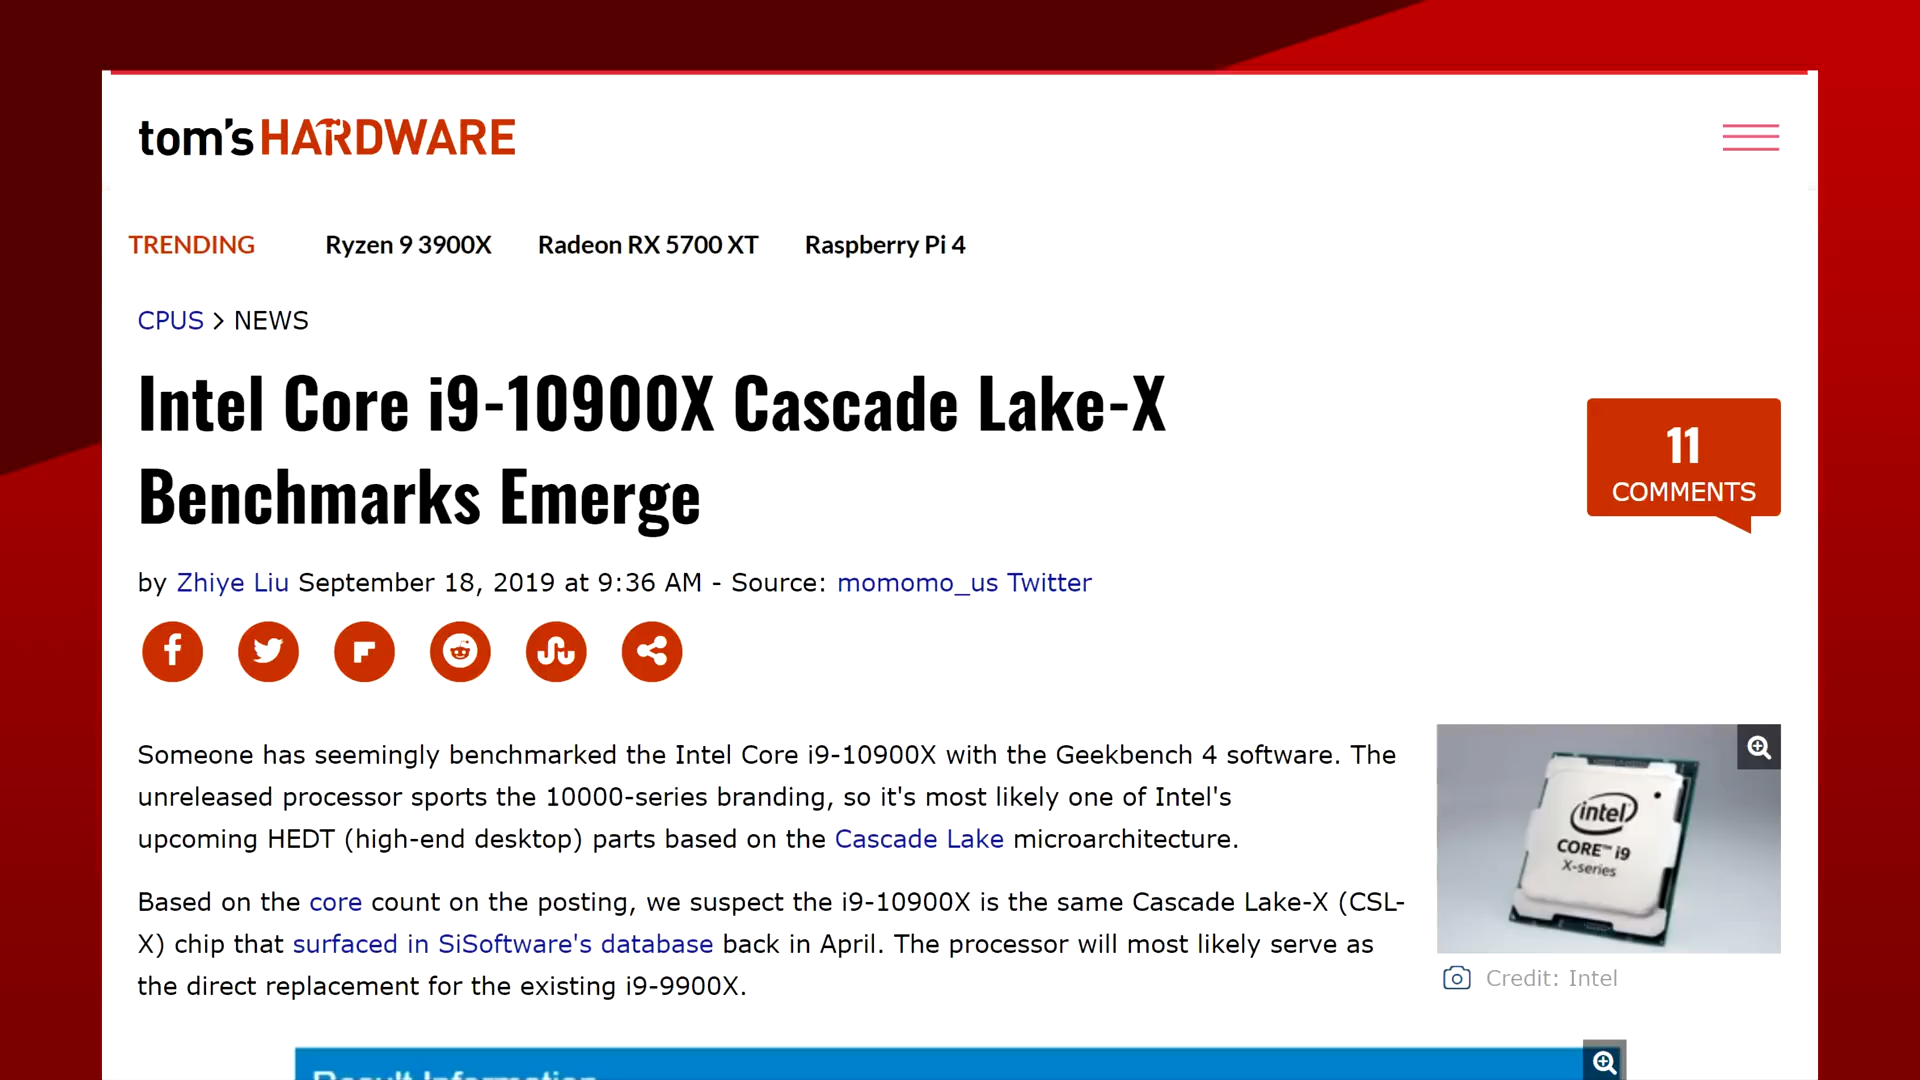 tom's HARDWARE
TRENDING Ryzen 9 3900X Radeon RX 5700 XT Raspberry Pi 4
CPUS > NEWS
Intel Core i9-10900X Cascade Lake-X
Benchmarks Emerge
11
COMMENTS
by Zhiye Liu September 18, 2019 at 9:36 AM - Source: momomo_us Twitter
Someone has seemingly benchmarked the Intel Core i9-10900X with the Geekbench 4 software. The
unreleased processor sports the 10000-series branding, so it's most likely one of Intel's
upcoming HEDT (high-end desktop) parts based on the Cascade Lake microarchitecture.
Based on the core count on the posting, we suspect the i9-10900X is the same Cascade Lake-X (CSL-
X) chip that surfaced in SiSoftware's database back in April. The processor will most likely serve as
the direct replacement for the existing i9-9900X.
intel
CORE™ i9
X-series
Credit: Intel
Result Information